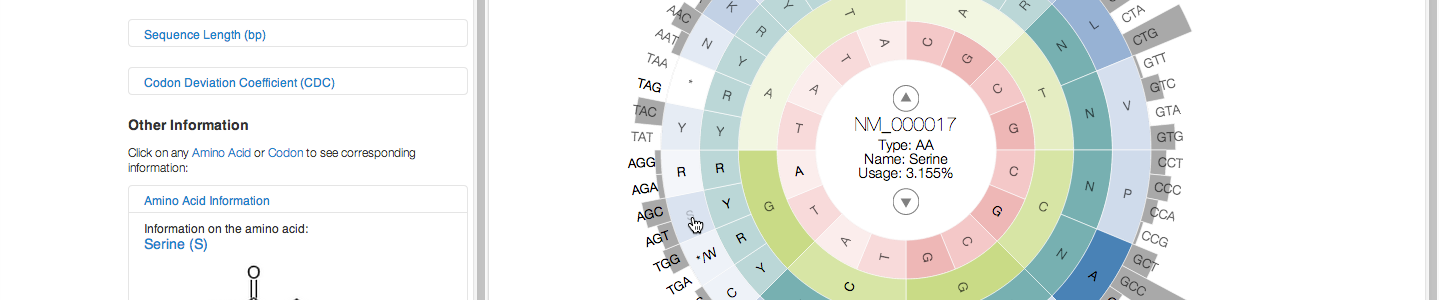 Sequence Length (bp)
Codon Deviation Coefficient (CDC)
Other Information
Click on any Amino Acid or Codon to see corresponding
information:
Amino Acid Information
Information on the amino acid:
Serine (S)
O
NM_000017
Type: AA
Name: Serine
Usage: 3.155%
AAC
AAT
TAA
TAG
TAC
TAT
AGG
AGA
AGC
AGT
TGG
TGA
K
N
*
Y
R
S
*/W
C
R
Y
R
Y
R
Y
R
Y
R
Y
T
A
G
C
G
C
T
A
R
T
A
T
A
T
A
T
G
C
C
G
C
G
C
G
A
N
N
N
N
L
V
P
A
CTA
CTG
GTT
GTC
GTA
GTG
CCT
CCC
CCA
CCG
GCT
GCC